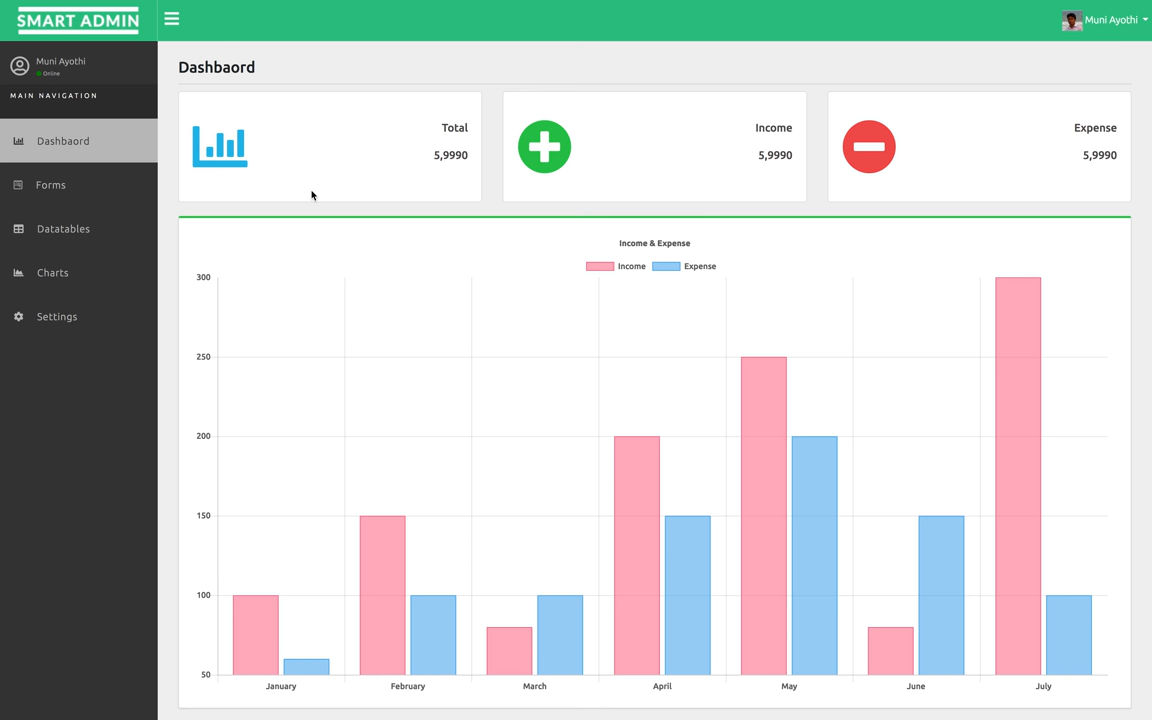 SMART ADMIN
Muni Ayothi
Muni Ayothi
Online
MAIN NAVIGATION
Dashbaord
Forms
Datatables
Charts
Settings
Dashbaord
Total
5,9990
Income
5,9990
Expense
5,9990
Income & Expense
Income Expense
300
250
200
150
100
50
January February March April May June July